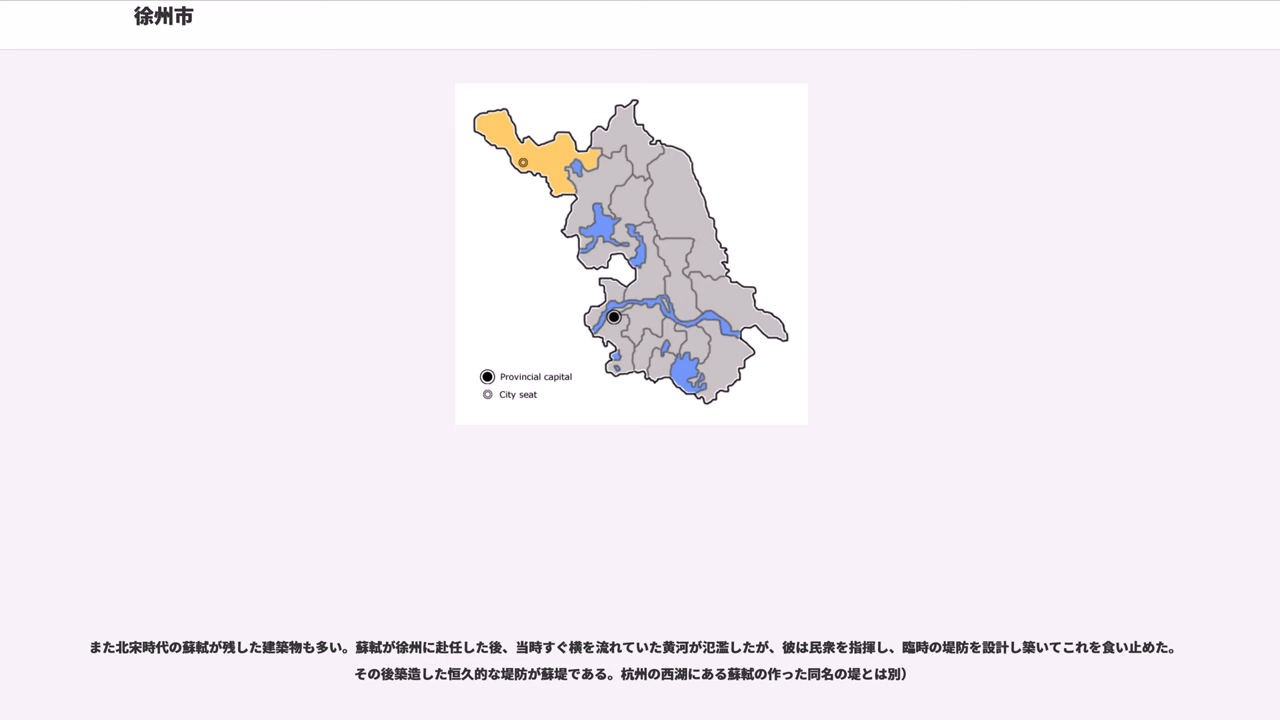 徐州市
Provincial capital
City seat
また北宋時代の蘇軾が残した建築物も多い。蘇軾が徐州に赴任した後、当時すぐ横を流れていた黄河が氾濫したが、彼は民衆を指揮し、臨時の堤防を設計し築いてこれを食い止めた。
その後築造した恒久的な堤防が蘇堤である。杭州の西湖にある蘇軾の作った同名の堤とは別）